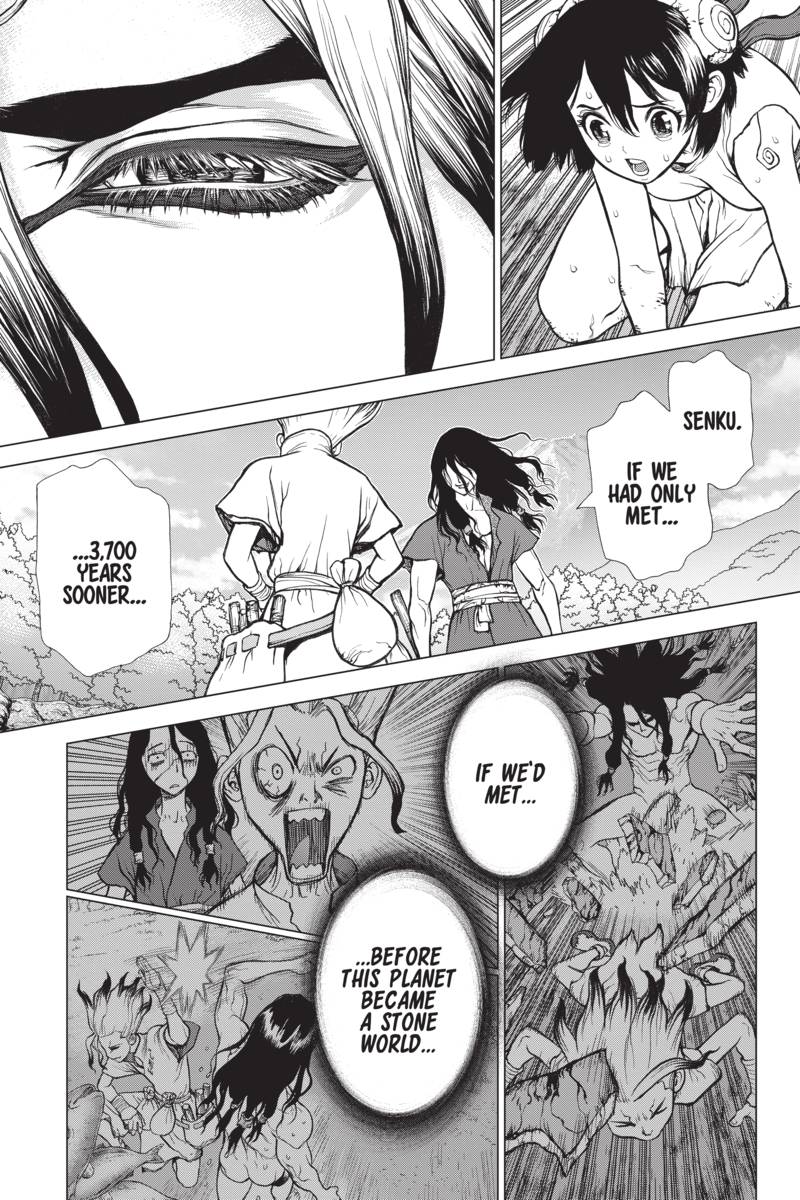 SENKU.
IF WE
HAD ONLY
MET...
...3,700
YEARS
SOONER...
IF WE'D
MET...
...BEFORE
THIS PLANET
BECAME
A STONE
WORLD...